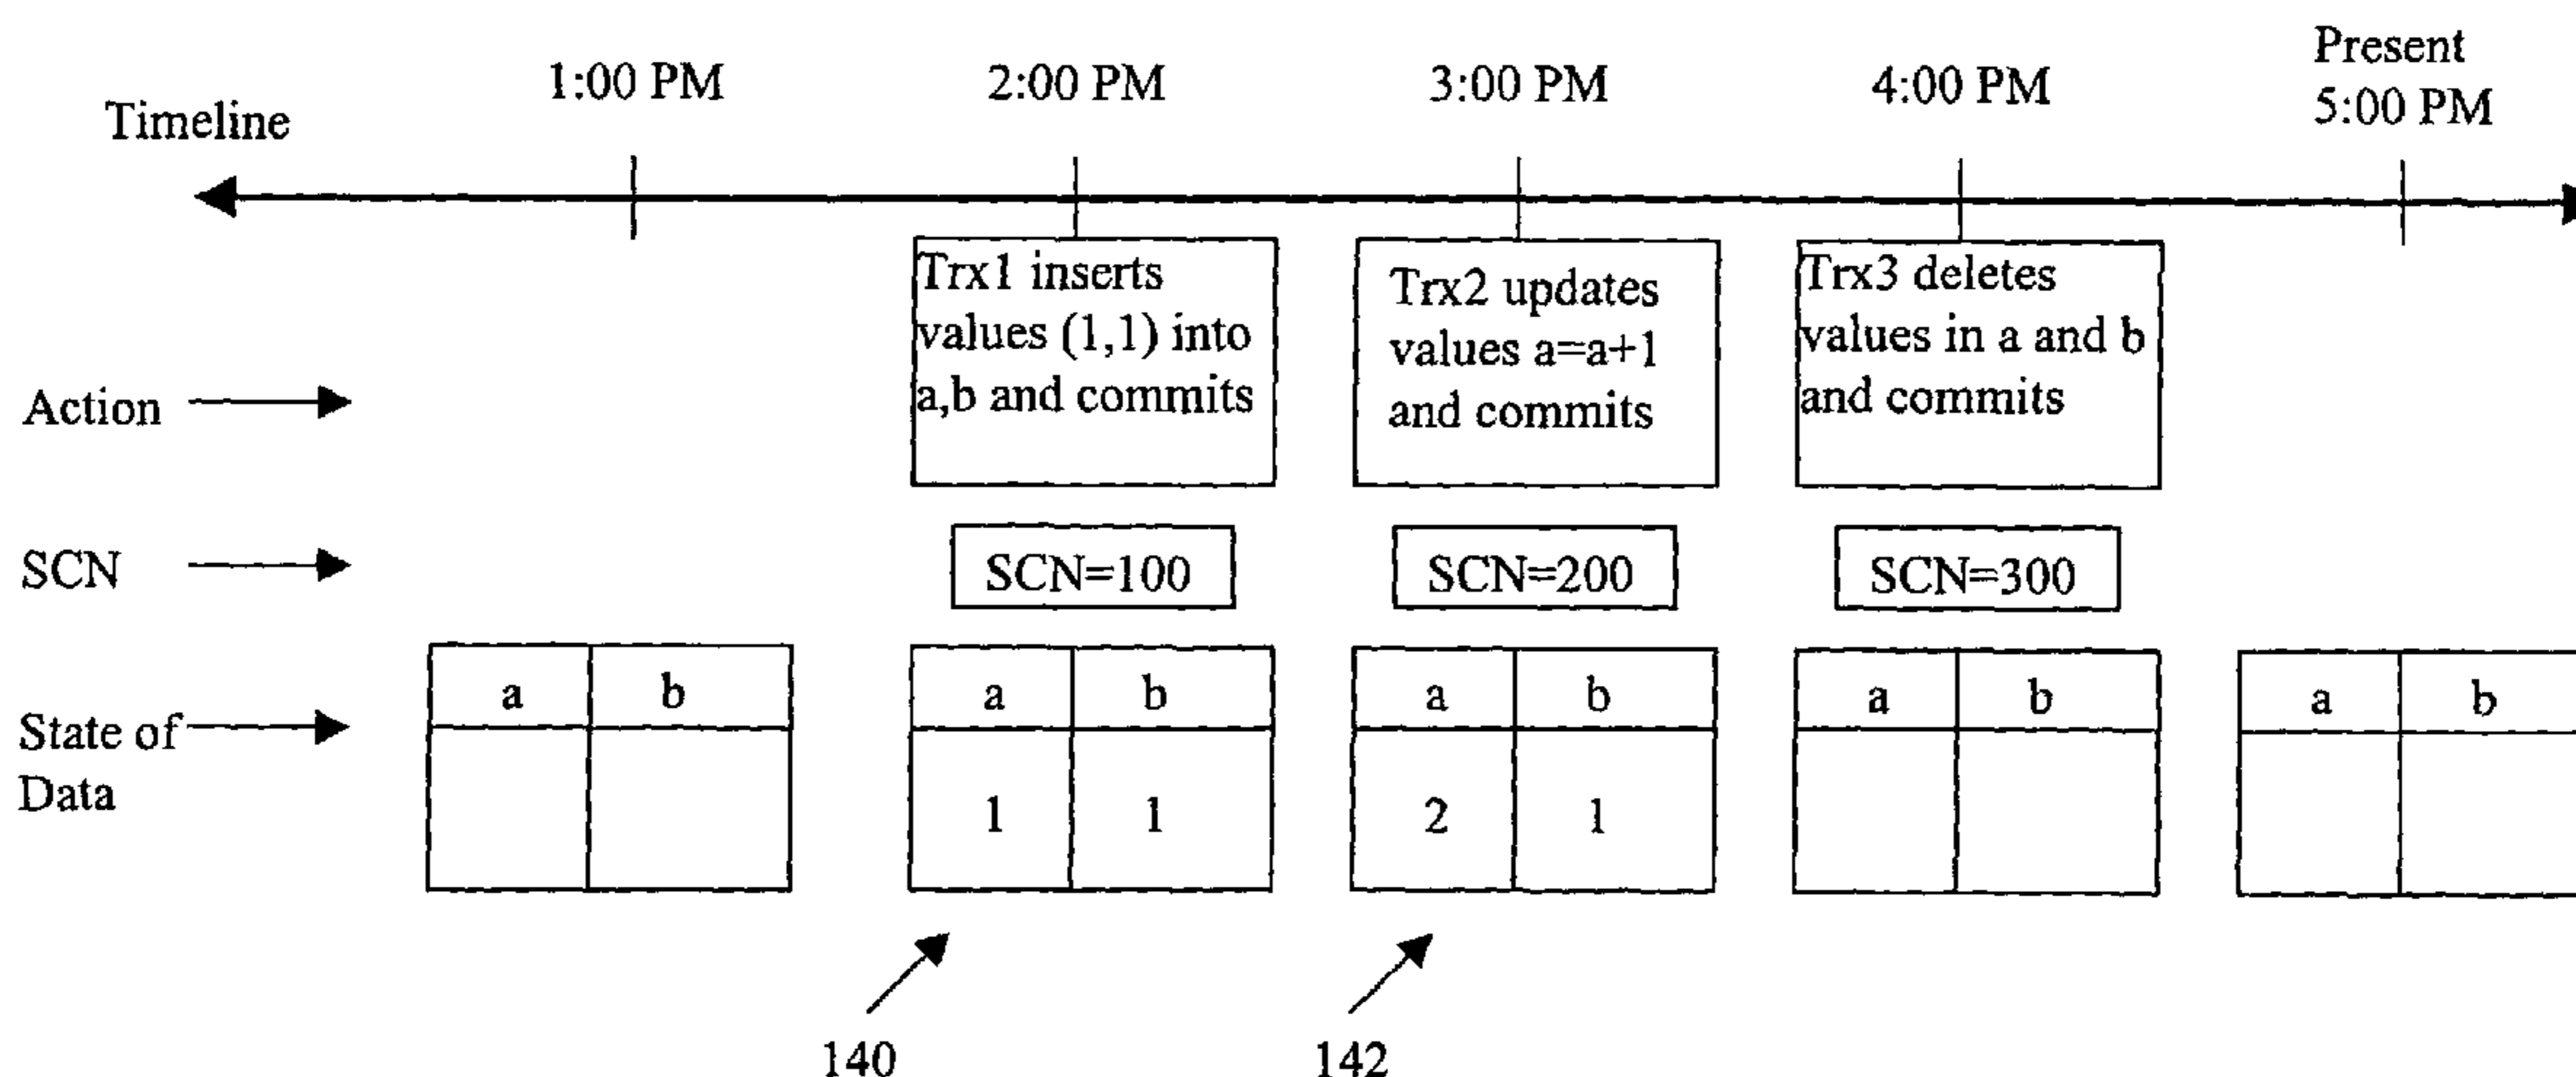 Timeline
1:00 PM
2:00 PM
3:00 PM
4:00 PM
Present
5:00 PM
Action
Trx1 inserts
values (1,1) into
a,b and commits
Trx2 updates
values a=a+1
and commits
Trx3 deletes
values in a and b
and commits
SCN
SCN=100
SCN=200
SCN=300
State of
Data
a b
a b
1 1
a b
2 1
a b
a b
140
142